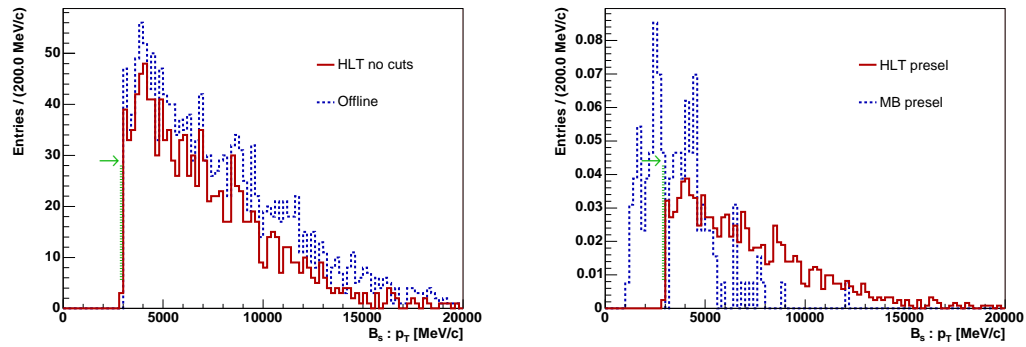 Entries / (200.0 MeV/c)
50
40
30
20
10
0
HLT no cuts
Offline
0 5000 10000 15000 20000
B_s : p_T [MeV/c]
Entries / (200.0 MeV/c)
0.08
0.07
0.06
0.05
0.04
0.03
0.02
0.01
0
HLT presel
MB presel
0 5000 10000 15000 20000
B_s : p_T [MeV/c]